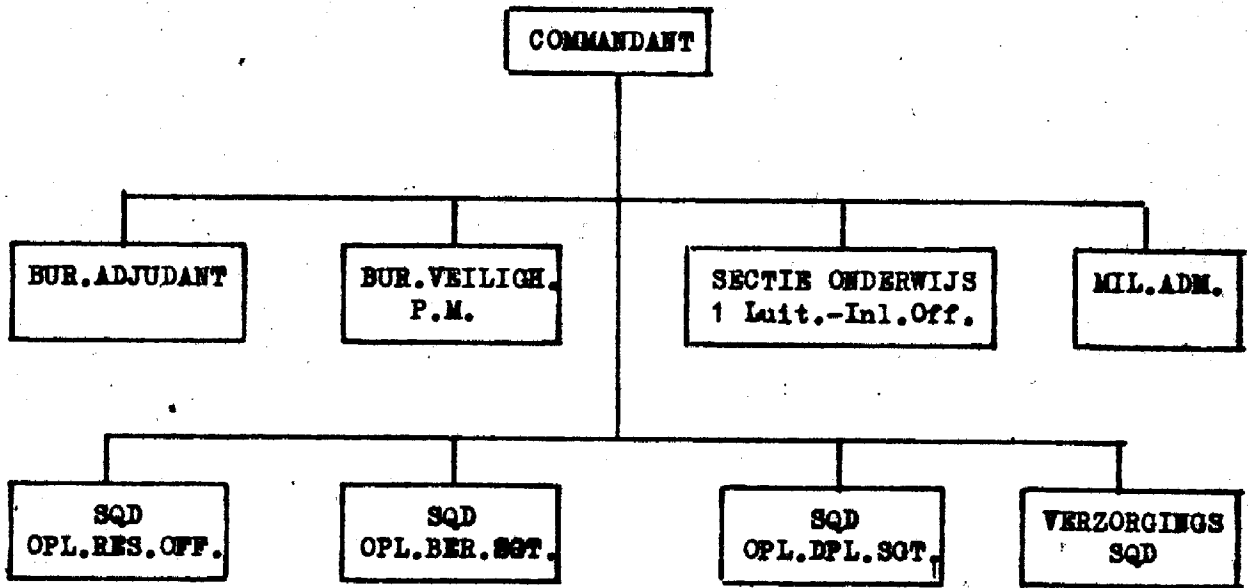 COMMANDANT
BUR.ADJUDANT
BUR.VEILIGH.
P.M.
SECTIE ONDERWIJS
1 Luit.-Inl.Off.
MIL.ADM.
SQD
OPL.RES.OFF.
SQD
OPL.BER.SGT.
SQD
OPL.DPL.SGT.
VERZORGINGS
SQD